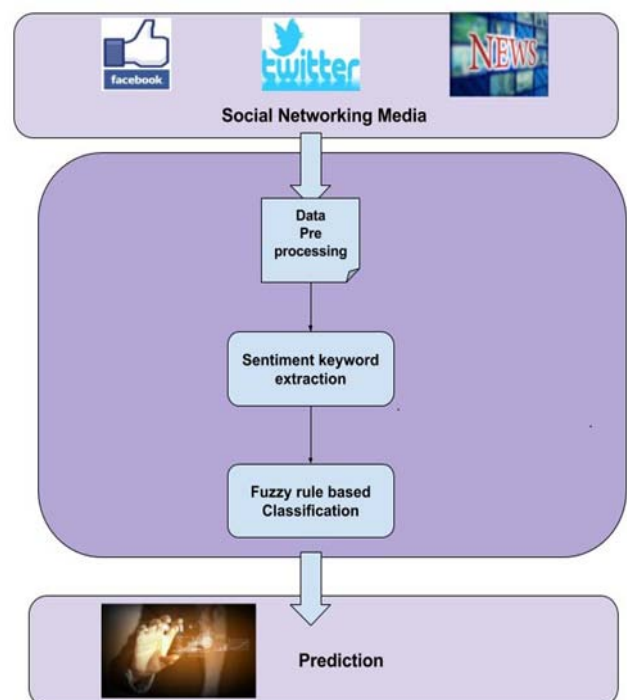 facebook
twitter
NEWS
Social Networking Media
Data
Pre
processing
Sentiment keyword
extraction
Fuzzy rule based
Classification
Prediction